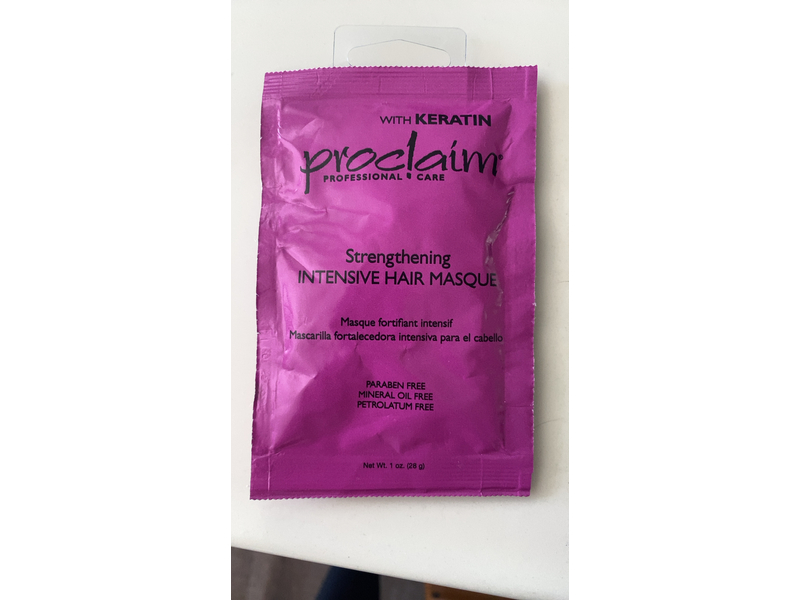 WITH KERATIN
proclaim
PROFESSIONAL CARE
Strengthening
INTENSIVE HAIR MASQUE
Masque fortifiant intensif
Mascarilla fortalecedora intensiva para el cabello
PARABEN FREE
MINERAL OIL FREE
PETROLATUM FREE
Net Wt. 1 oz. (28 g)